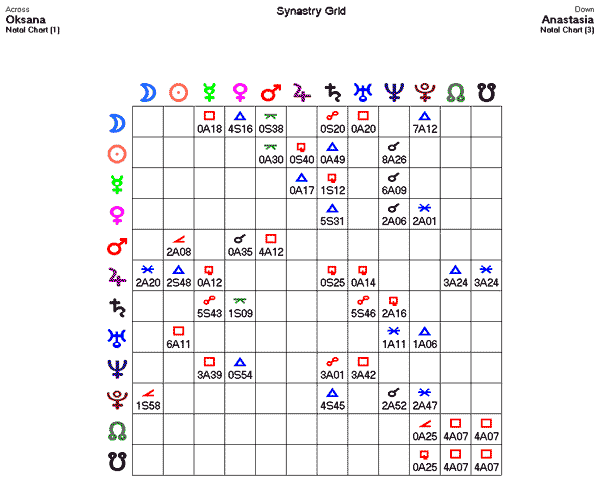 Across
Oksana
Natal Chart (1)
Synastry Grid
Down
Anastasia
Natal Chart (3)
0A18 4S16 0S38 0S20 0A20 7A12
0A30 0S40 0A49 8A26
0A17 1S12 6A09
5S31 2A06 2A01
2A08 0A35 4A12
2A20 2S48 0A12 0S25 0A14 3A24 3A24
5S43 1S09 5S46 2A16
6A11 1A11 1A06
3A39 0S54 3A01 3A42
1S58 4S45 2A52 2A47
0A25 4A07 4A07
0A25 4A07 4A07